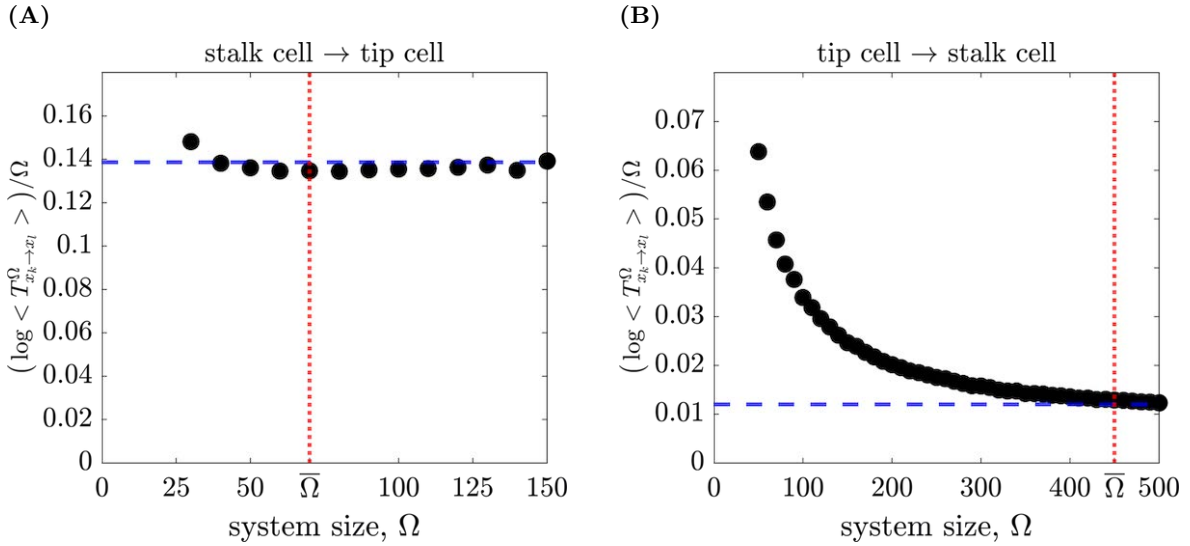 (A)
stalk cell → tip cell
0.16
0.14
0.12
0.1
0.08
0.06
0.04
0.02
0
(log < T^Ω_{x_k→x_l} >)/Ω
0 25 50 Ω̅ 100 125 150
system size, Ω
(B)
tip cell → stalk cell
0.07
0.06
0.05
0.04
0.03
0.02
0.01
0
(log < T^Ω_{x_k→x_l} >)/Ω
0 100 200 300 400 Ω̅ 500
system size, Ω